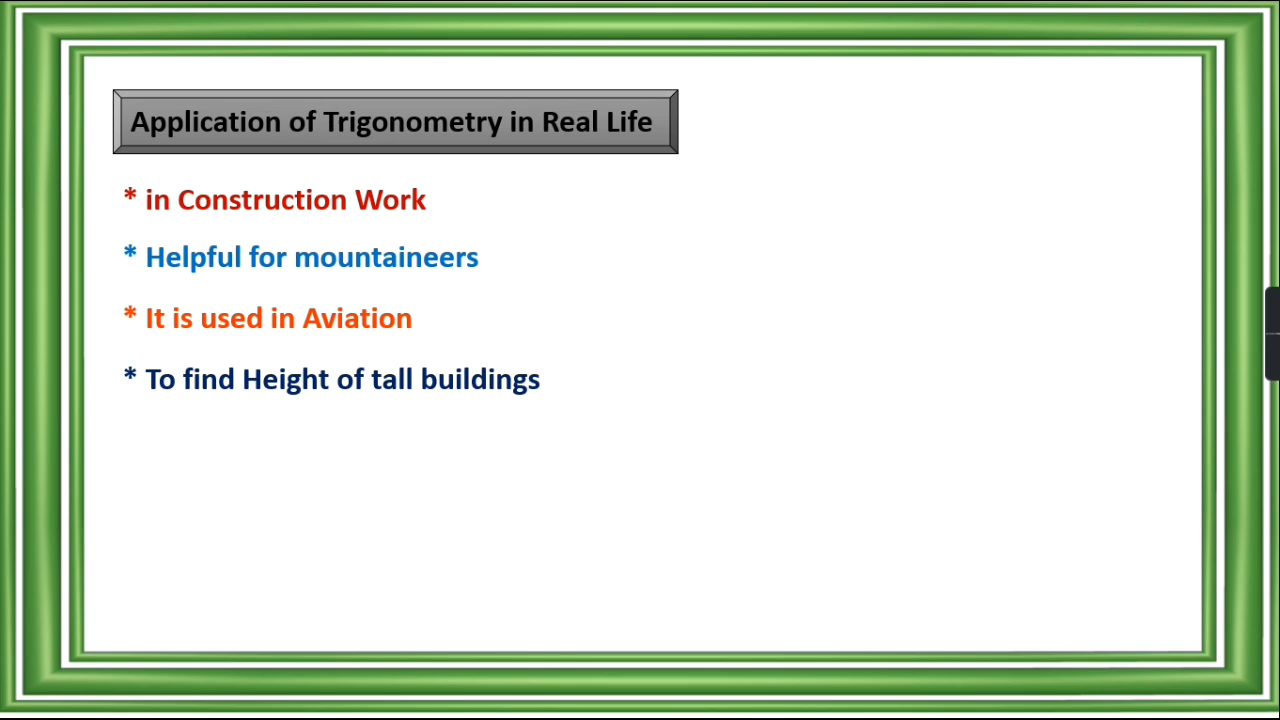 Application of Trigonometry in Real Life
* in Construction Work
* Helpful for mountaineers
* It is used in Aviation
* To find Height of tall buildings